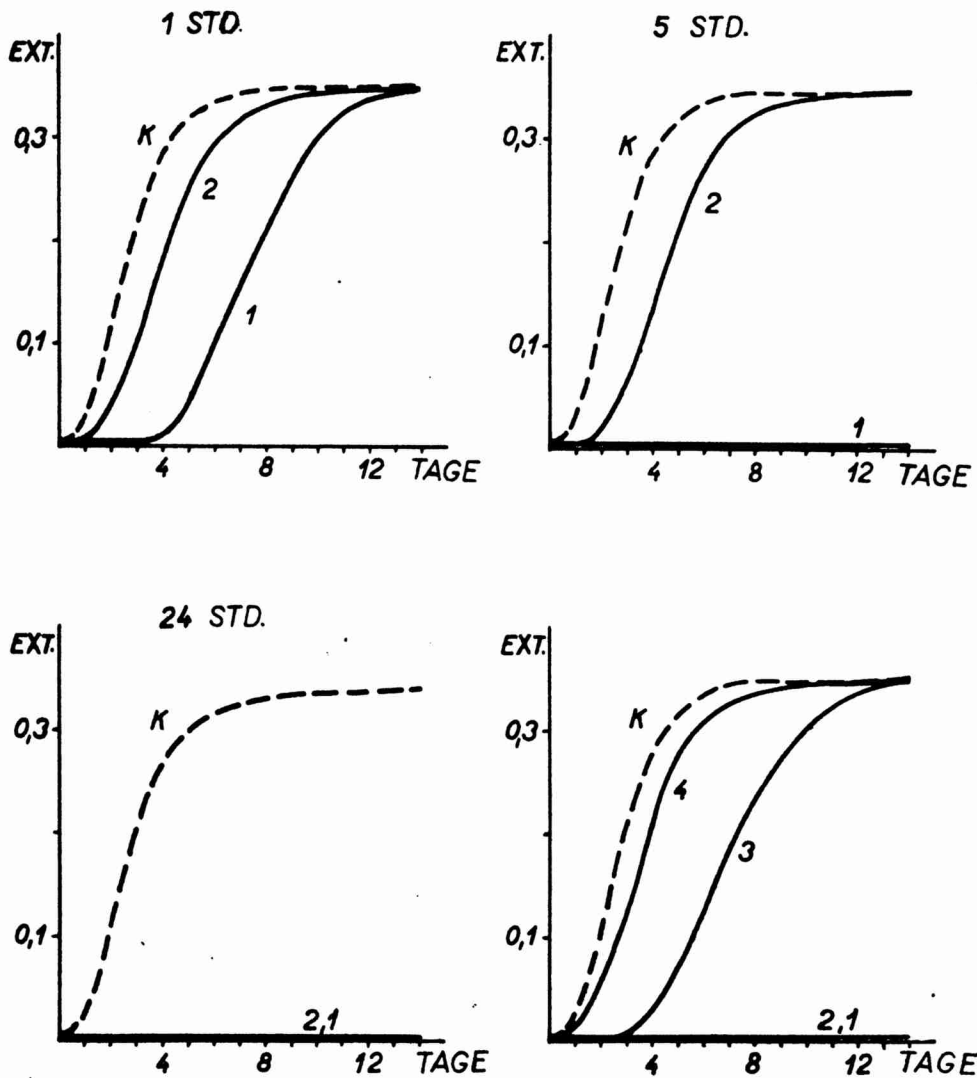 1 STD.
EXT.
0,3
0,1
K
2
1
4 8 12 TAGE
5 STD.
EXT.
0,3
0,1
K
2
1
4 8 12 TAGE
24 STD.
EXT.
0,3
0,1
K
2,1
4 8 12 TAGE
EXT.
0,3
0,1
K
4
3
2,1
4 8 12 TAGE